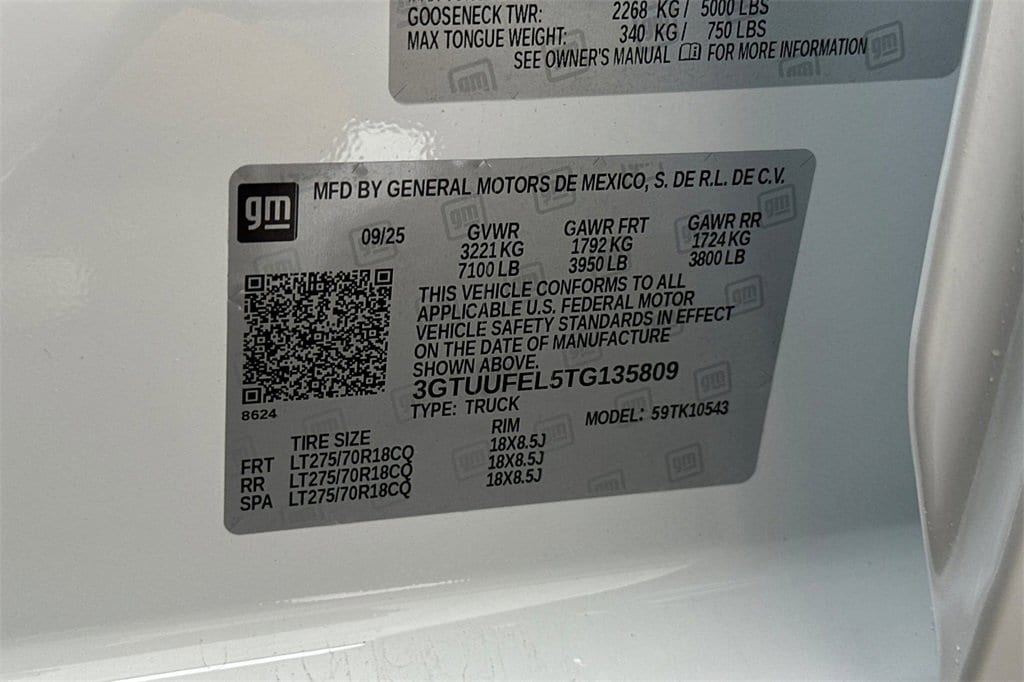 GOOSENECK TWR: 2268 KG / 5000 LBS
MAX TONGUE WEIGHT: 340 KG / 750 LBS
SEE OWNER'S MANUAL FOR MORE INFORMATION
gm
MFD BY GENERAL MOTORS DE MEXICO, S. DE R.L. DE C.V.
09/25 GVWR GAWR FRT GAWR RR
3221 KG 1792 KG 1724 KG
7100 LB 3950 LB 3800 LB
THIS VEHICLE CONFORMS TO ALL
APPLICABLE U.S. FEDERAL MOTOR
VEHICLE SAFETY STANDARDS IN EFFECT
ON THE DATE OF MANUFACTURE
SHOWN ABOVE.
3GTUUFEL5TG135809
8624
TYPE: TRUCK MODEL: 59TK10543
TIRE SIZE RIM
FRT LT275/70R18CQ 18X8.5J
RR LT275/70R18CQ 18X8.5J
SPA LT275/70R18CQ 18X8.5J